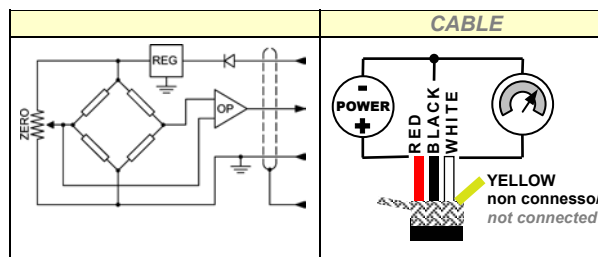 CABLE
REG
OP
ZERO
-
POWER
+
RED
BLACK
WHITE
YELLOW
non connesso/
not connected